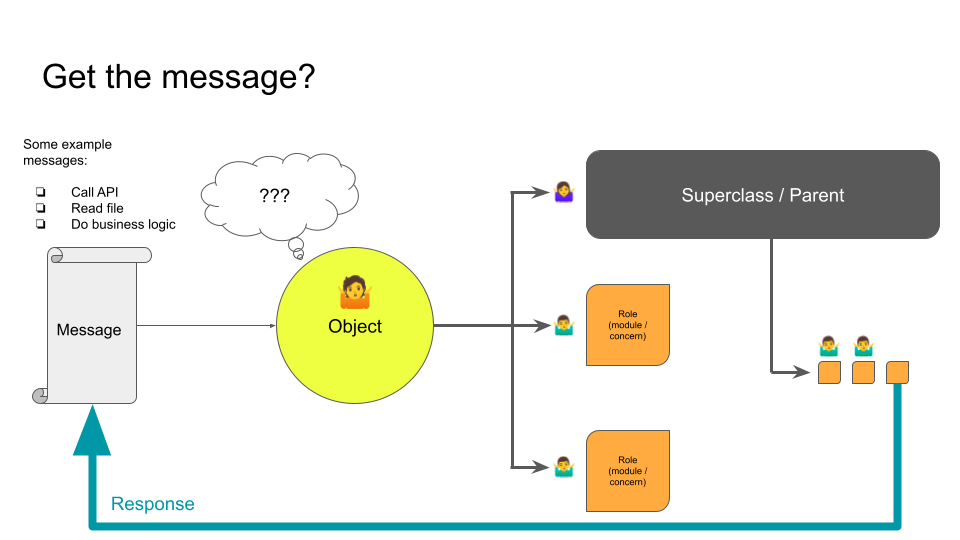 Get the message?
Some example
messages:
❏ Call API
❏ Read file
❏ Do business logic
???
Superclass / Parent
Message
Object
Role
(module /
concern)
Role
(module /
concern)
Response